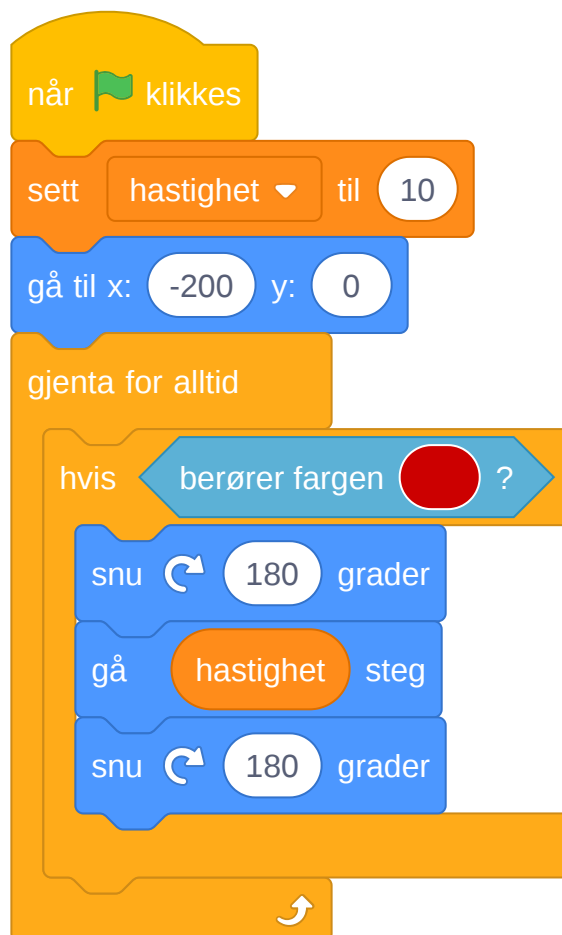 når klikkes
sett hastighet til 10
gå til x: -200 y: 0
gjenta for alltid
hvis berører fargen ?
snu 180 grader
gå hastighet steg
snu 180 grader